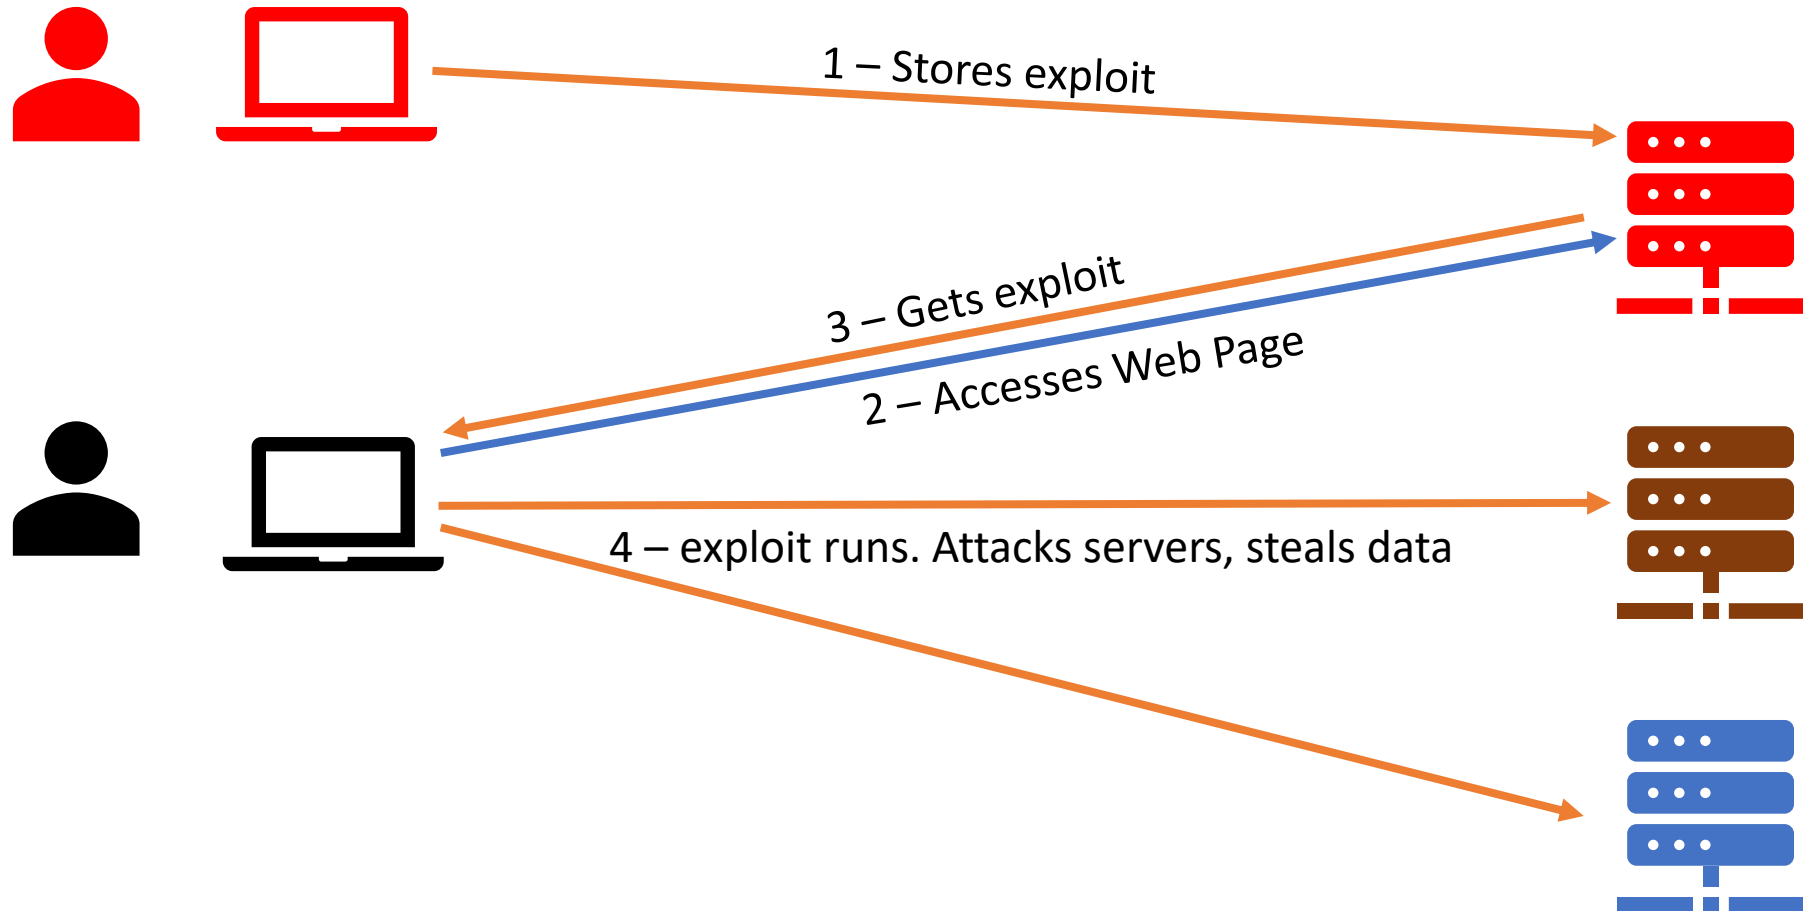 1 – Stores exploit
3 – Gets exploit
2 – Accesses Web Page
4 – exploit runs. Attacks servers, steals data